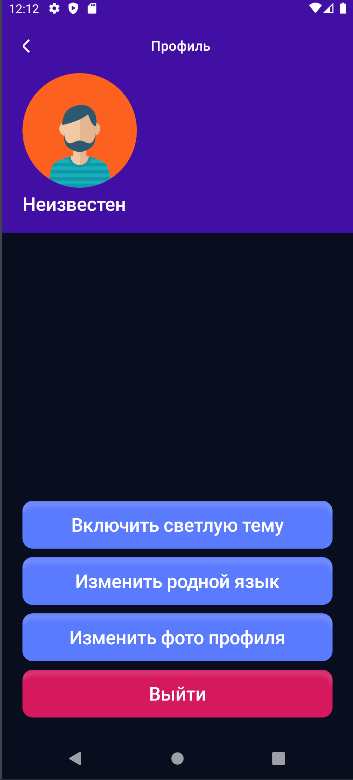 12:12
Профиль
Неизвестен
Включить светлую тему
Изменить родной язык
Изменить фото профиля
Выйти